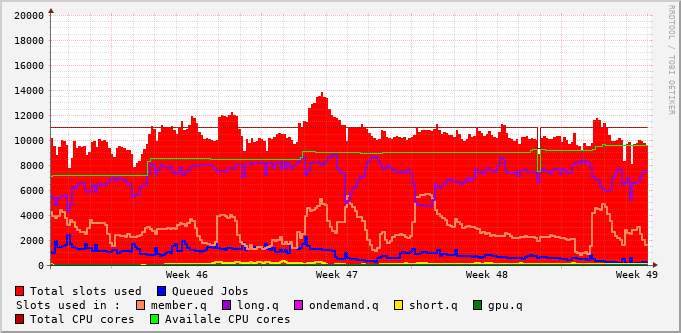 20000
18000
16000
14000
12000
10000
8000
6000
4000
2000
0
Week 46 Week 47 Week 48 Week 49
Total slots used Queued Jobs
Slots used in : member.q long.q ondemand.q short.q gpu.q
Total CPU cores Availale CPU cores
RRDTOOL / TOBI OETIKER